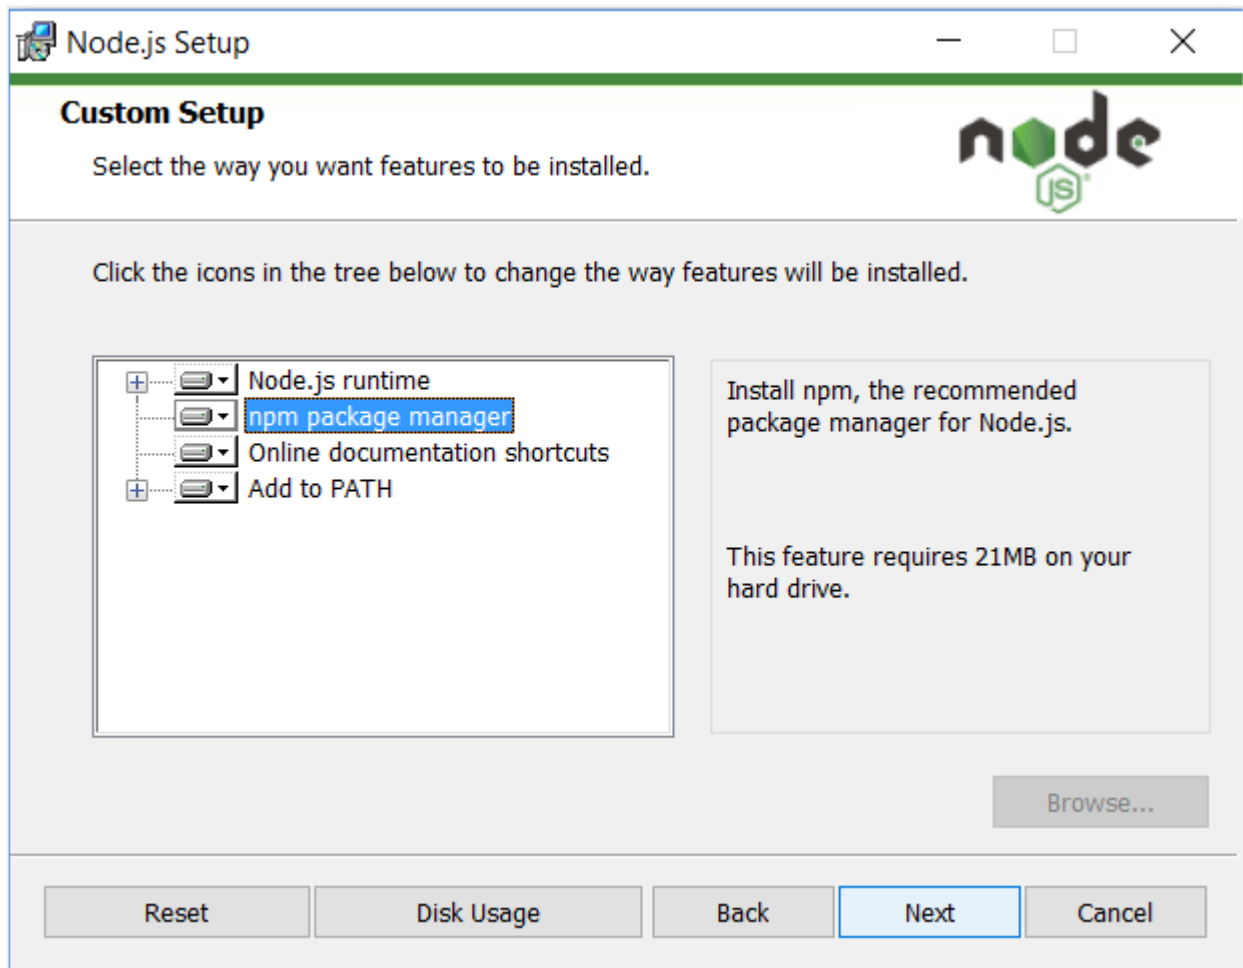 Node.js Setup
Custom Setup
Select the way you want features to be installed.
node
JS
®
Click the icons in the tree below to change the way features will be installed.
Node.js runtime
npm package manager
Online documentation shortcuts
Add to PATH
Install npm, the recommended
package manager for Node.js.
This feature requires 21MB on your
hard drive.
Browse...
Reset
Disk Usage
Back
Next
Cancel